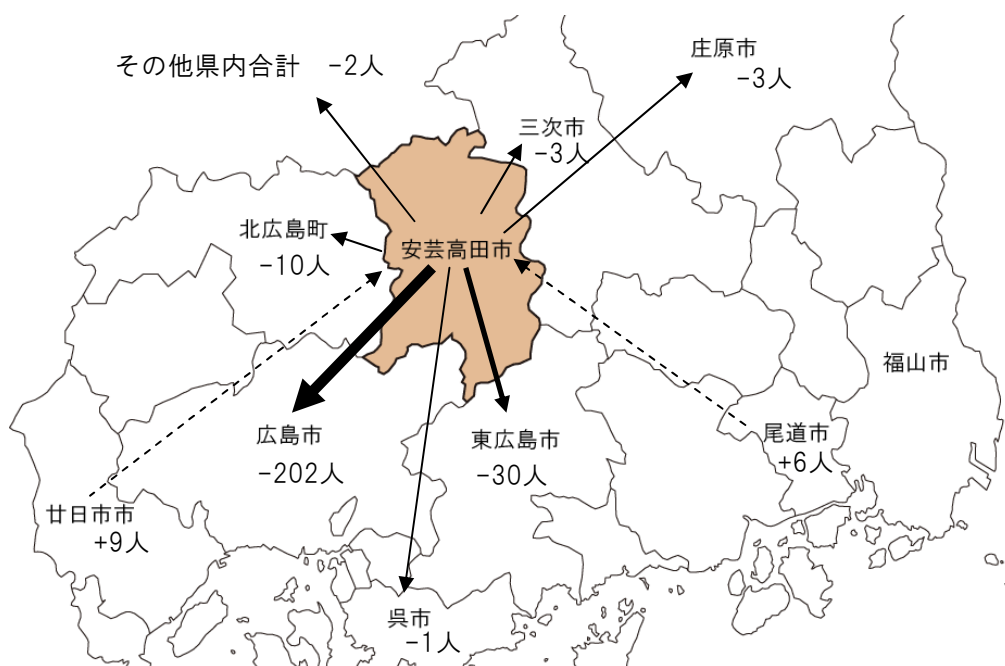 その他県内合計　-2人
庄原市
-3人
三次市
-3人
北広島町
-10人
安芸高田市
福山市
広島市
-202人
東広島市
-30人
尾道市
+6人
廿日市市
+9人
呉市
-1人